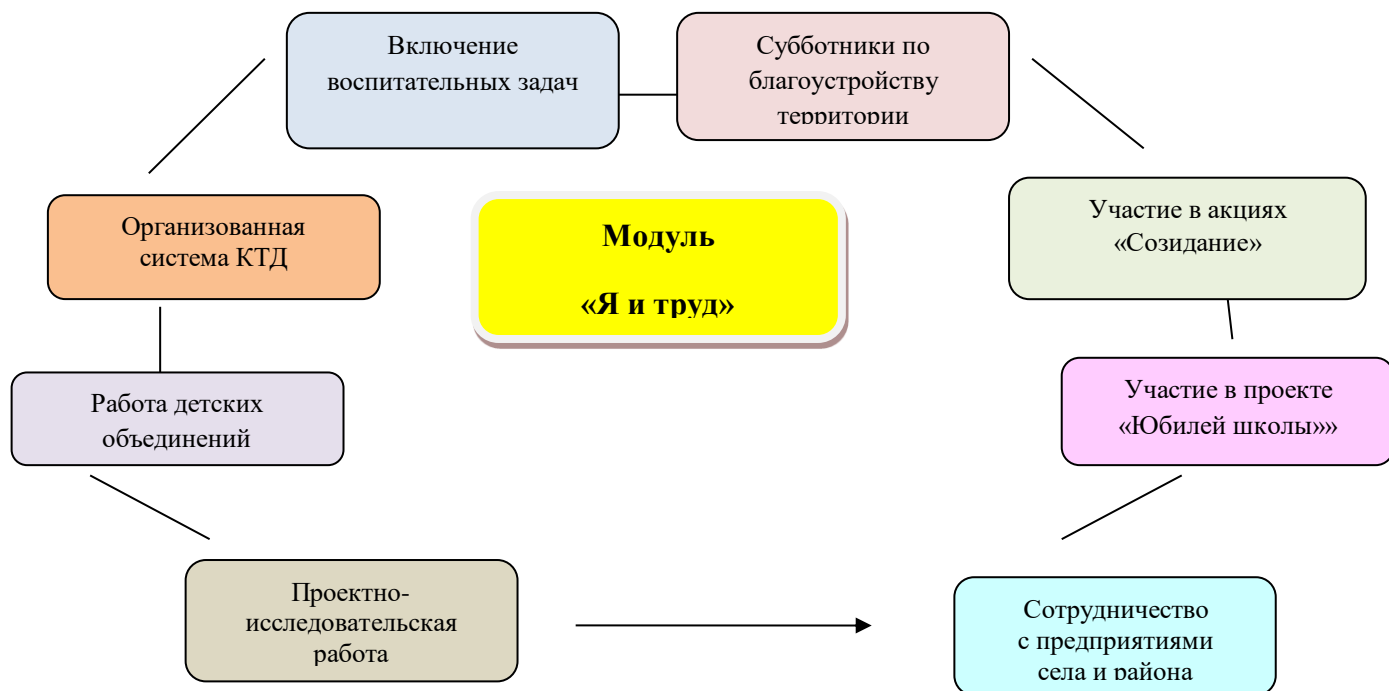 Включение
воспитательных задач
Субботники по
благоустройству
территории
Организованная
система КТД
Модуль
«Я и труд»
Участие в акциях
«Созидание»
Работа детских
объединений
Участие в проекте
«Юбилей школы»»
Проектно-
исследовательская
работа
Сотрудничество
с предприятиями
села и района